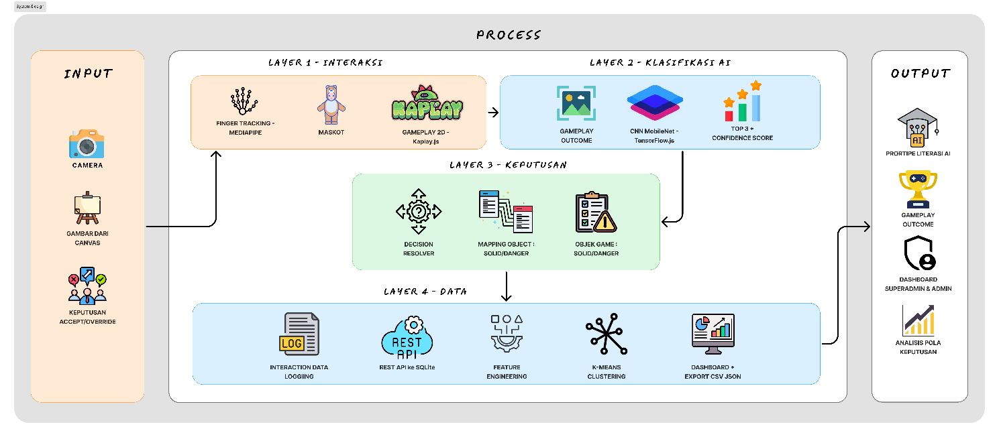 System Design
PROCESS
INPUT
CAMERA
GAMBAR DARI
CANVAS
KEPUTUSAN
ACCEPT/OVERRIDE
LAYER 1 - INTERAKSI
FINGER TRACKING -
MEDIAPIPE
MASKOT
KAPLAY
GAMEPLAY 2D -
Kaplay.js
LAYER 2 - KLASIFIKASI AI
GAMEPLAY
OUTCOME
CNN MobileNet -
TensorFlow.js
TOP 3 +
CONFIDENCE SCORE
LAYER 3 - KEPUTUSAN
?
DECISION
RESOLVER
MAPPING OBJECT :
SOLID/DANGER
OBJEK GAME :
SOLID/DANGER
LAYER 4 - DATA
LOG
INTERACTION DATA
LOGGIING
REST
API
REST API ke SQLite
FEATURE
ENGINEERING
K-MEANS
CLUSTERING
DASHBOARD +
EXPORT CSV JSON
OUTPUT
AI
PRORTIPE LITERASI AI
GAMEPLAY
OUTCOME
DASHBOARD
SUPERADMIN & ADMIN
ANALISIS POLA
KEPUTUSAN